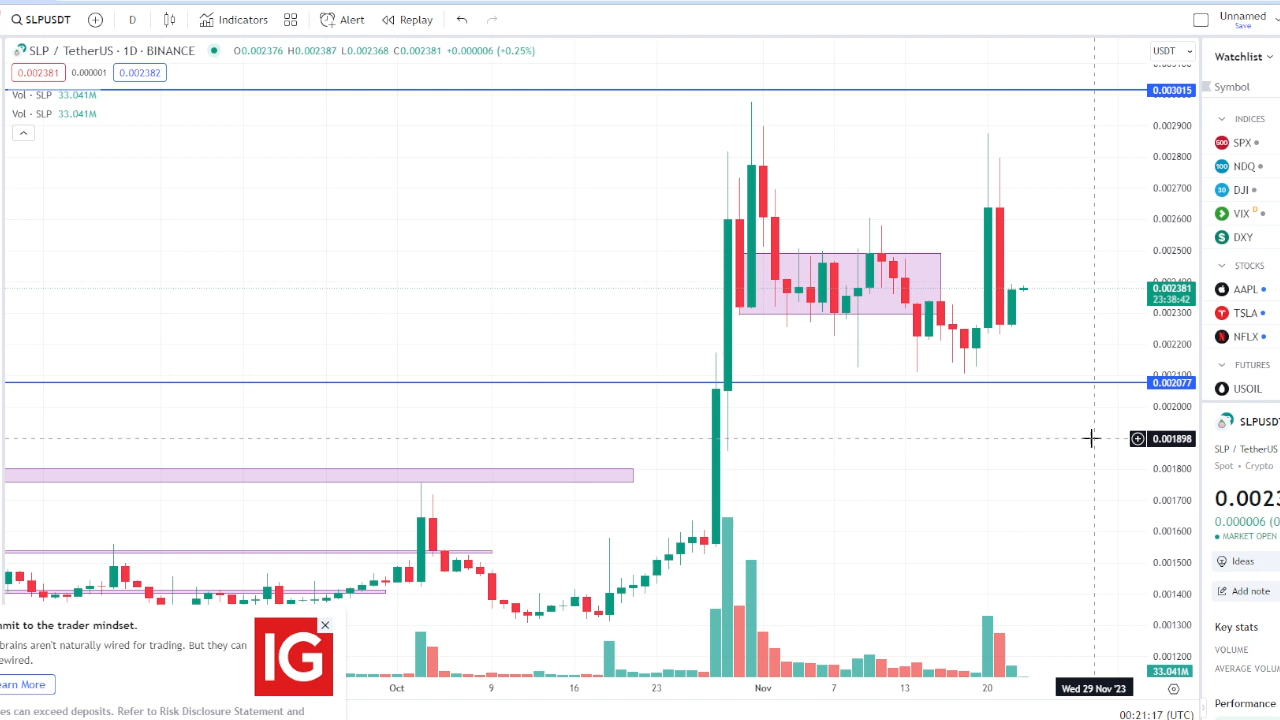 SLPUSDT D Indicators Alert Replay Unnamed
Save
SLP / TetherUS · 1D · BINANCE O0.002376 H0.002387 L0.002368 C0.002381 +0.000006 (+0.25%)
USDT
0.002381 0.000001 0.002382
Vol · SLP 33.041M
Vol · SLP 33.041M
0.003015
0.002900
0.002800
0.002700
0.002600
0.002500
0.002381
23:38:42
0.002300
0.002200
0.002077
0.002000
0.001898
0.001800
0.001700
0.001600
0.001500
0.001400
0.001300
0.001200
33.041M
Oct 9 16 23 Nov 7 13 20 Wed 29 Nov '23
00:21:17 (UTC)
Watchlist
Symbol
INDICES
500 SPX
100 NDQ
30 DJI
VIX D
$ DXY
STOCKS
AAPL
TSLA
NFLX
FUTURES
USOIL
SLPUSDT
SLP / TetherUS
Spot • Crypto
0.0023
0.000006 (0
MARKET OPEN
Ideas
Add note
Key stats
VOLUME
AVERAGE VOLUM
Performance
mmit to the trader mindset.
brains aren't naturally wired for trading. But they can
ewired.
earn More
IG
es can exceed deposits. Refer to Risk Disclosure Statement and